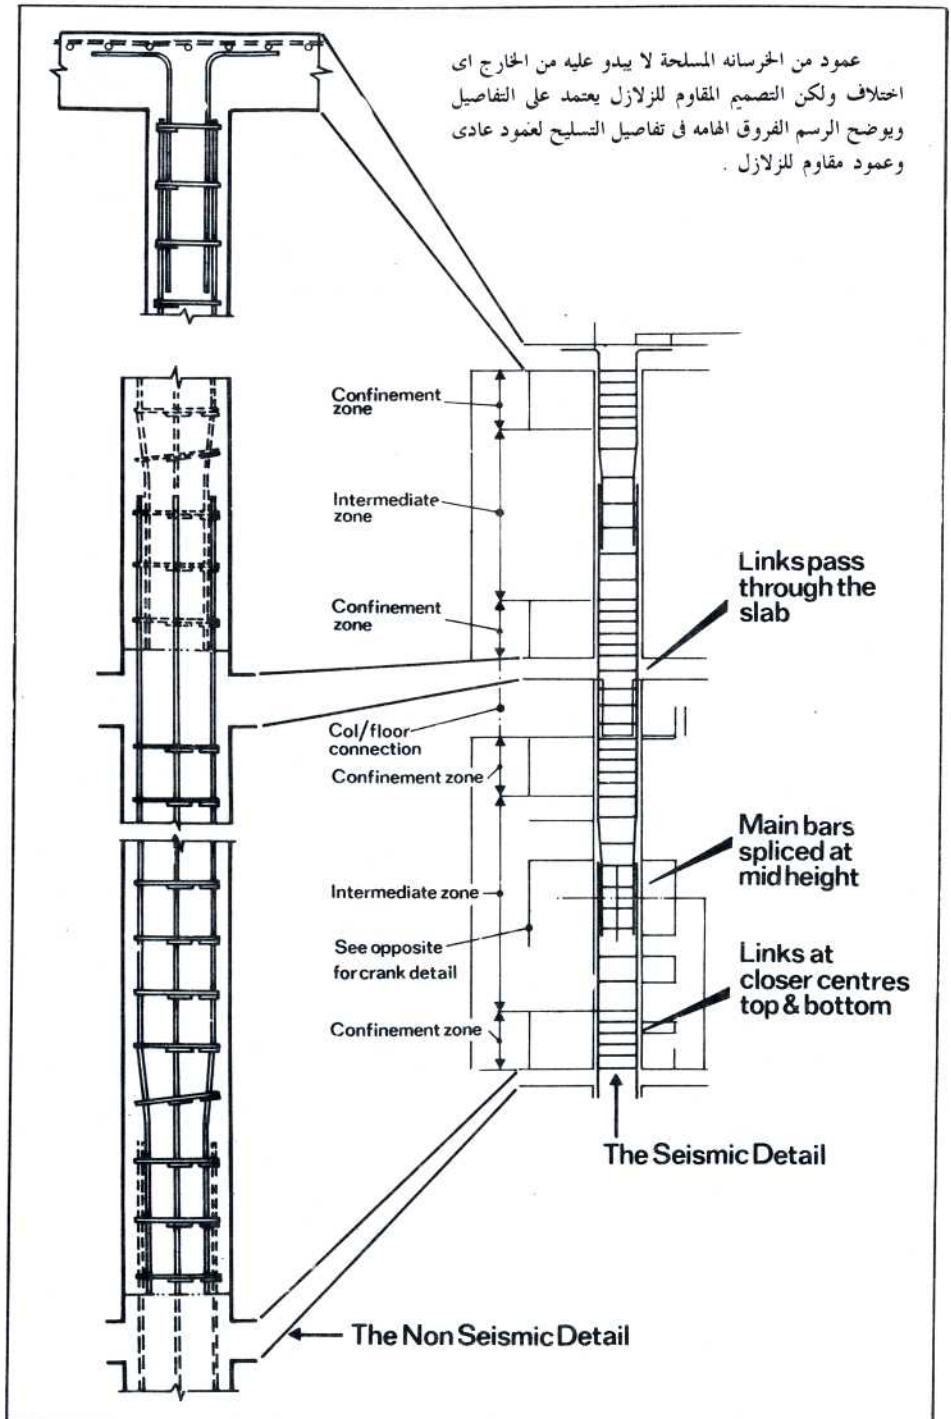 عمود من الخرسانه المسلحة لا يبدو عليه من الخارج اى
اختلاف ولكن التصميم المقاوم للزلازل يعتمد على التفاصيل
ويوضح الرسم الفروق الهامه فى تفاصيل التسليح لعمود عادى
وعمود مقاوم للزلازل .
Confinement
zone
Intermediate
zone
Confinement
zone
Links pass
through the
slab
Col/floor
connection
Confinement zone
Main bars
spliced at
mid height
Intermediate zone
See opposite
for crank detail
Links at
closer centres
top & bottom
Confinement zone
The Seismic Detail
The Non Seismic Detail